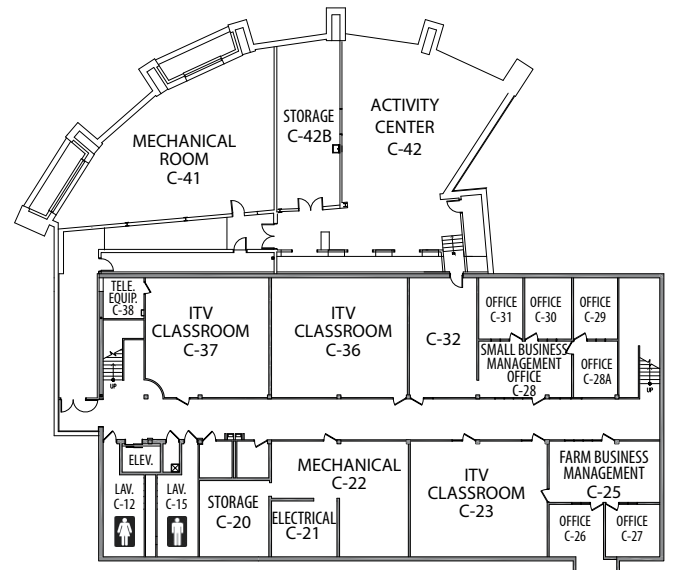 ACTIVITY
CENTER
C-42
STORAGE
C-42B
MECHANICAL
ROOM
C-41
TELE.
EQUIP.
C-38
ITV
CLASSROOM
C-37
ITV
CLASSROOM
C-36
C-32
OFFICE
C-31
OFFICE
C-30
OFFICE
C-29
SMALL BUSINESS
MANAGEMENT
OFFICE
C-28
OFFICE
C-28A
UP
UP
ELEV.
LAV.
C-12
LAV.
C-15
STORAGE
C-20
MECHANICAL
C-22
ELECTRICAL
C-21
ITV
CLASSROOM
C-23
FARM BUSINESS
MANAGEMENT
C-25
OFFICE
C-26
OFFICE
C-27